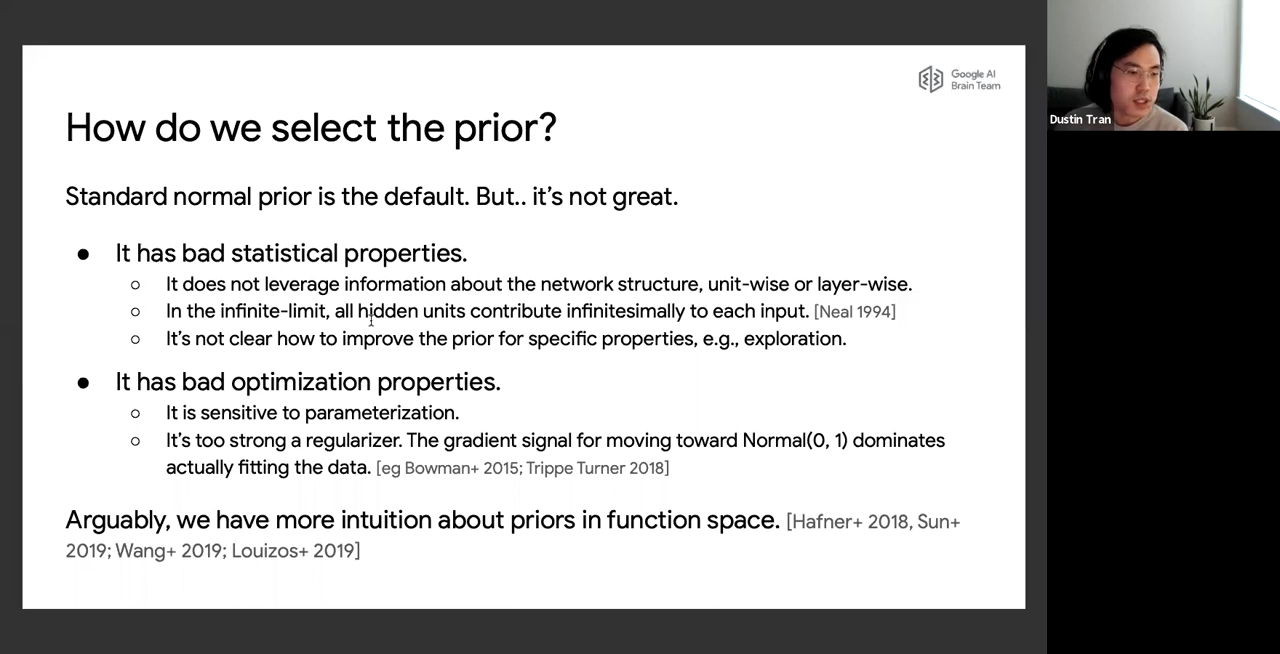 Google AI
Brain Team
How do we select the prior?
Standard normal prior is the default. But.. it's not great.
● It has bad statistical properties.
○ It does not leverage information about the network structure, unit-wise or layer-wise.
○ In the infinite-limit, all hidden units contribute infinitesimally to each input. [Neal 1994]
○ It's not clear how to improve the prior for specific properties, e.g., exploration.
● It has bad optimization properties.
○ It is sensitive to parameterization.
○ It's too strong a regularizer. The gradient signal for moving toward Normal(0, 1) dominates
actually fitting the data. [eg Bowman+ 2015; Trippe Turner 2018]
Arguably, we have more intuition about priors in function space. [Hafner+ 2018, Sun+
2019; Wang+ 2019; Louizos+ 2019]
Dustin Tran